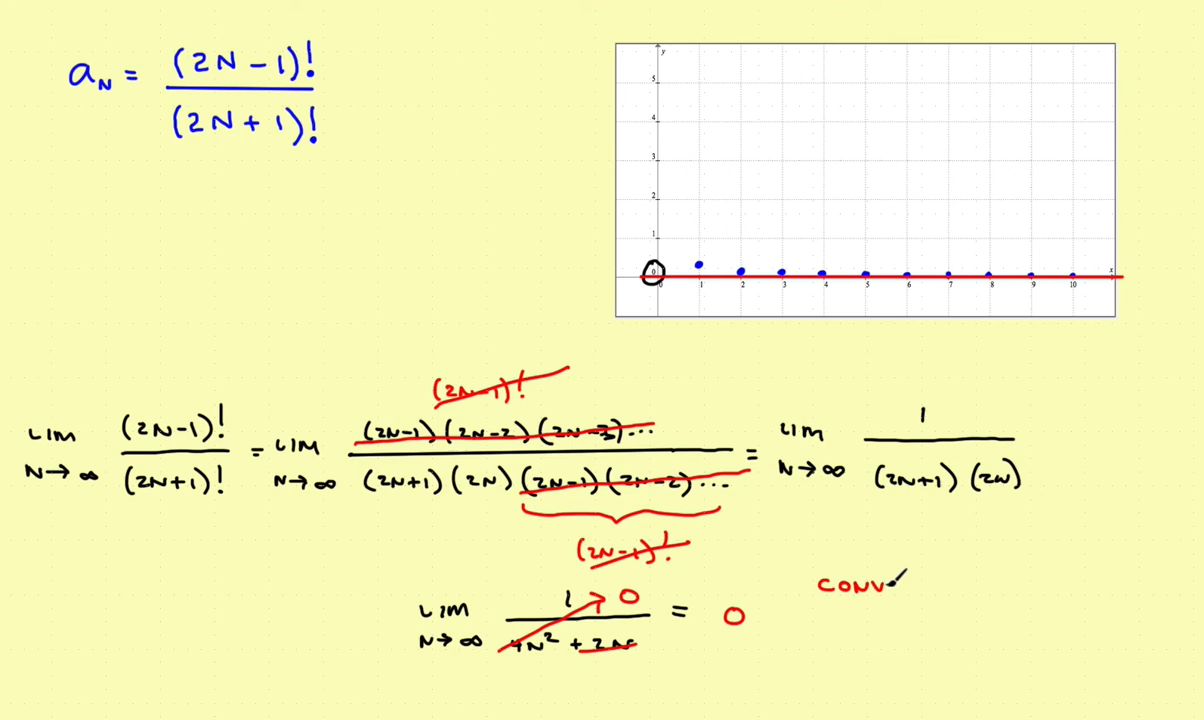 a_N = (2N-1)! / (2N+1)!
y
5
4
3
2
1
0
x
0 1 2 3 4 5 6 7 8 9 10
(2N-1)!
LIM N→∞ (2N-1)! / (2N+1)! = LIM N→∞ (2N-1)(2N-2)(2N-3)... / (2N+1)(2N)(2N-1)(2N-2)... = LIM N→∞ 1 / (2N+1)(2N)
(2N-1)!
LIM N→∞ 1 / 4N² + 2N → 0 = 0
CONV